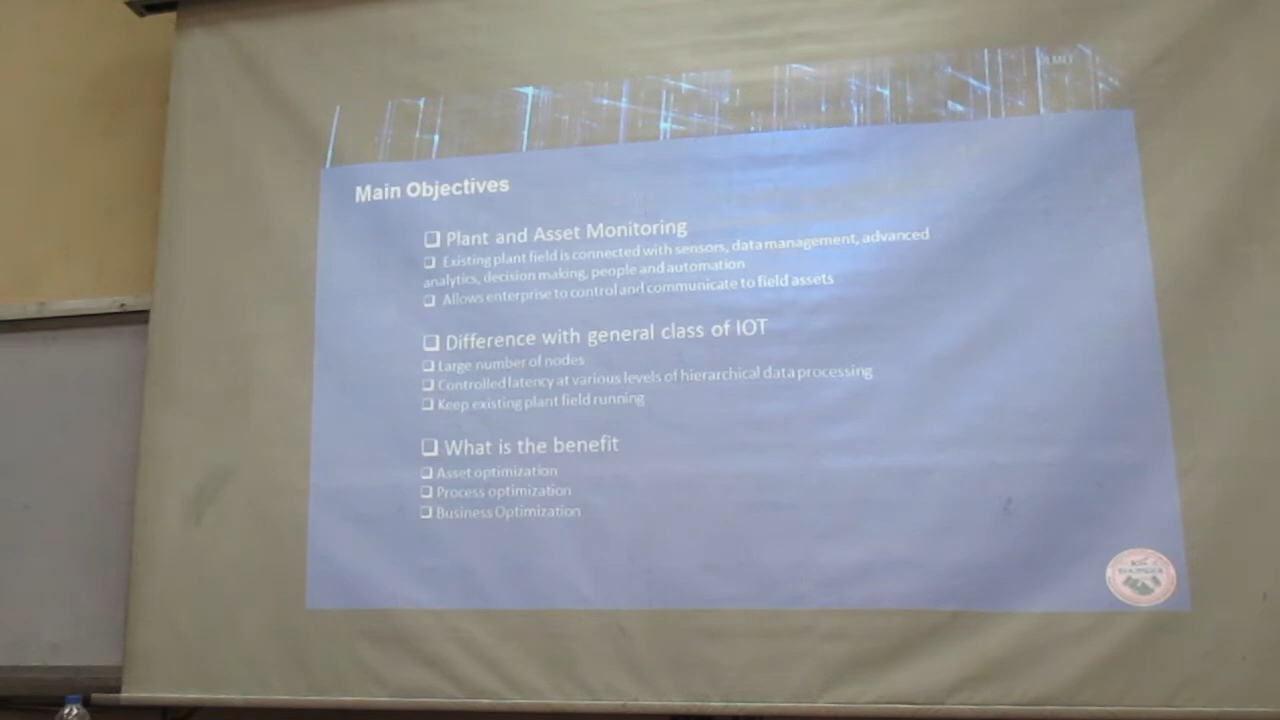 Main Objectives
❑ Plant and Asset Monitoring
❑ Existing plant field is connected with sensors, data management, advanced
analytics, decision making, people and automation
❑ Allows enterprise to control and communicate to field assets
❑ Difference with general class of IOT
❑ Large number of nodes
❑ Controlled latency at various levels of hierarchical data processing
❑ Keep existing plant field running
❑ What is the benefit
❑ Asset optimization
❑ Process optimization
❑ Business Optimization